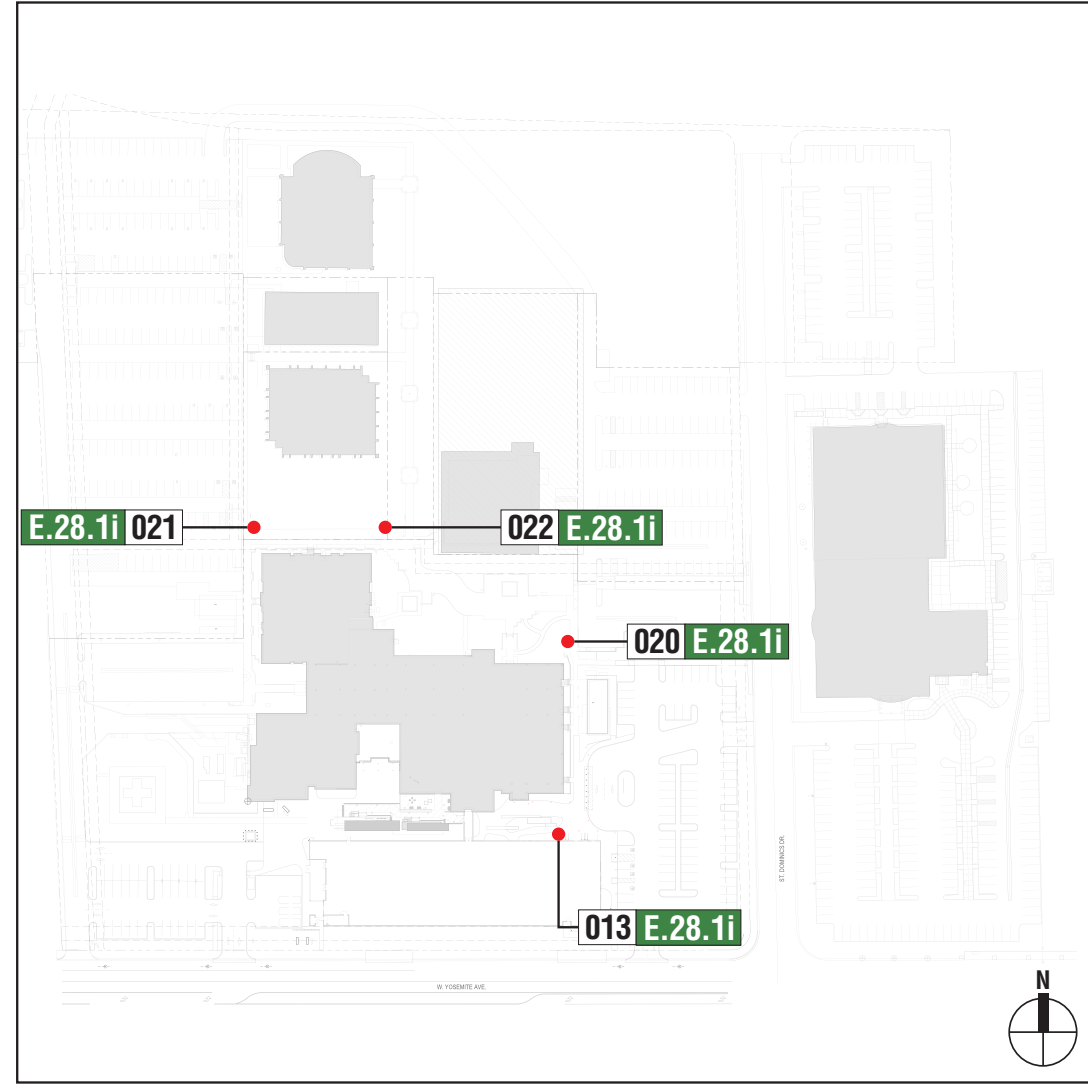 E.28.1i 021
022 E.28.1i
020 E.28.1i
ST. DOMINICS DR.
013 E.28.1i
N
W. YOSEMITE AVE.